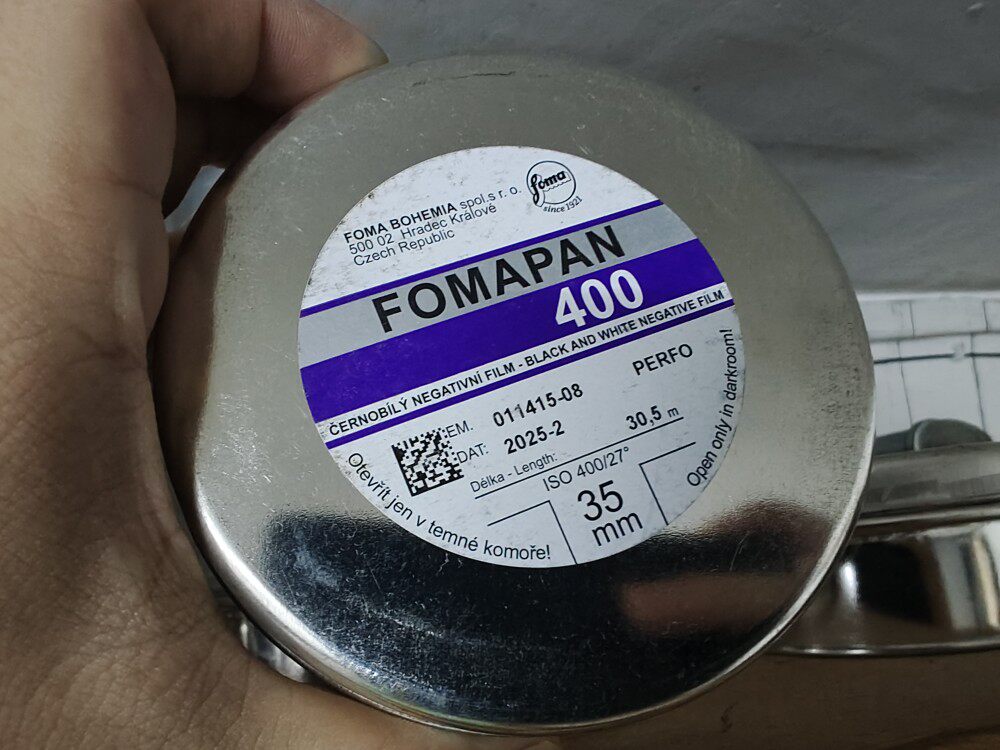 FOMA BOHEMIA spol.s r. o.
500 02 Hradec Králové
Czech Republic
foma
since 1921
FOMAPAN
400
ČERNOBÍLÝ NEGATIVNÍ FILM - BLACK AND WHITE NEGATIVE FILM
PERFO
EM. 011415-08
DAT: 2025-2
Délka - Length: 30,5 m
ISO 400/27°
35
mm
Otevřít jen v temné komoře!
Open only in darkroom!